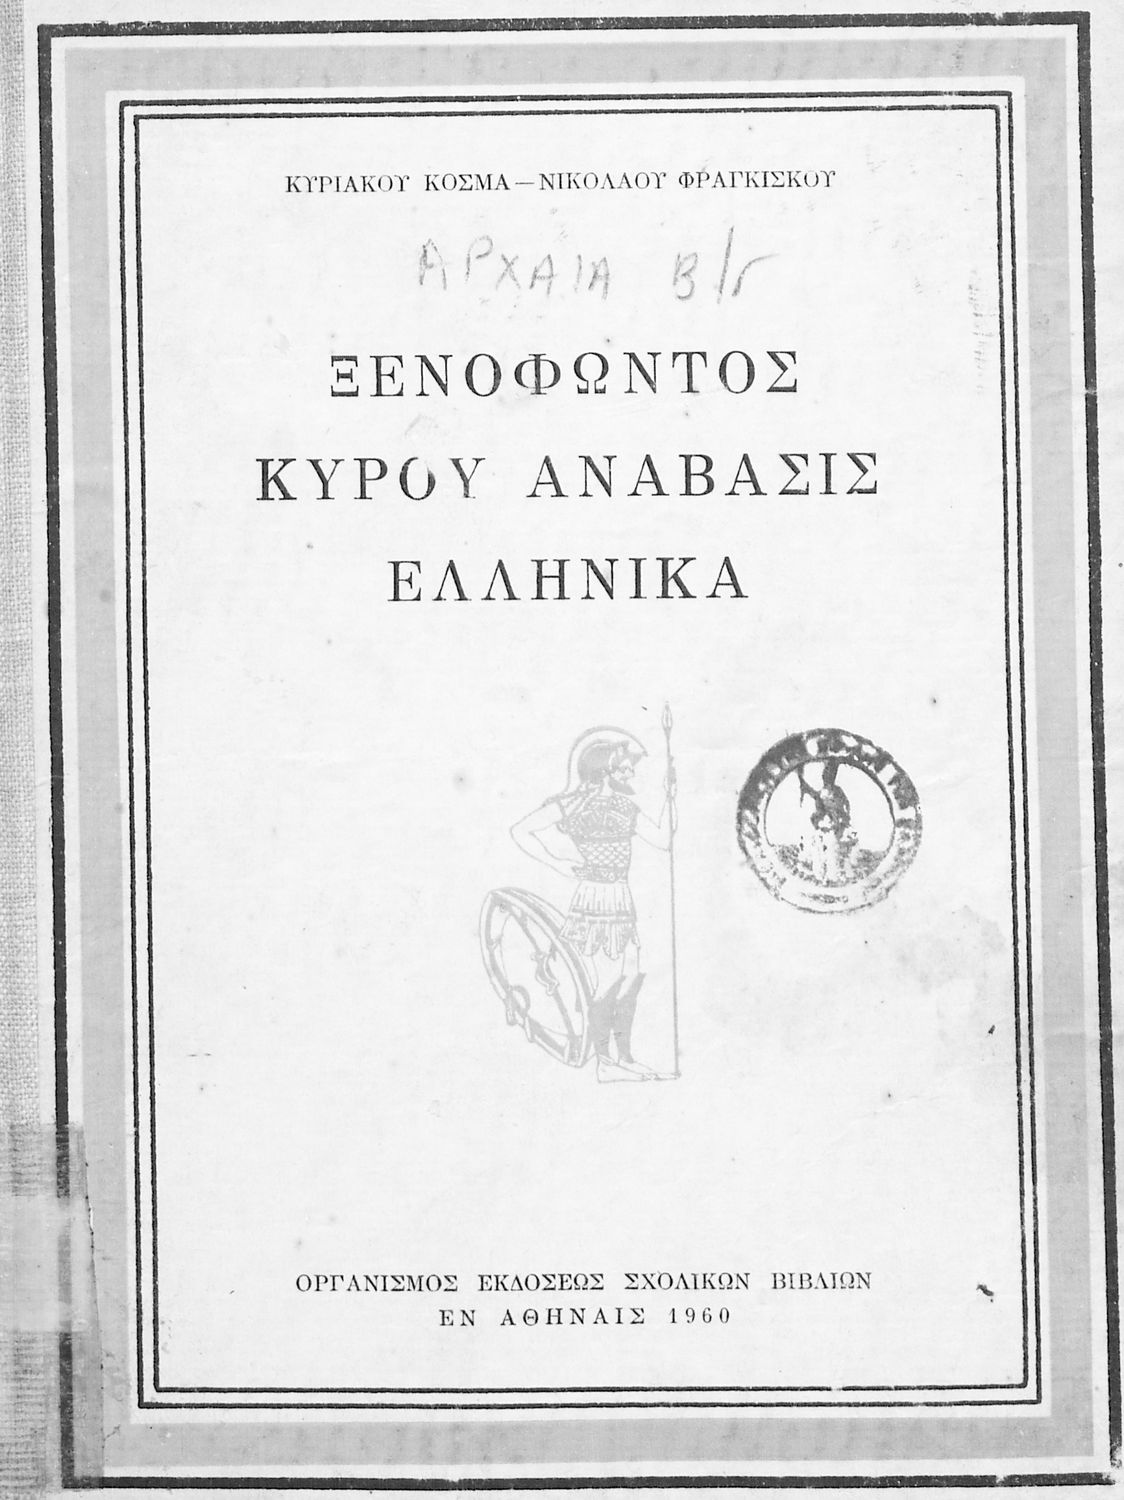 ΚΥΡΙΑΚΟΥ ΚΟΣΜΑ — ΝΙΚΟΛΑΟΥ ΦΡΑΓΚΙΣΚΟΥ
ΑΡΧΑΙΑ Β/Γ
ΞΕΝΟΦΩΝΤΟΣ
ΚΥΡΟΥ ΑΝΑΒΑΣΙΣ
ΕΛΛΗΝΙΚΑ
ΟΡΓΑΝΙΣΜΟΣ ΕΚΔΟΣΕΩΣ ΣΧΟΛΙΚΩΝ ΒΙΒΛΙΩΝ
ΕΝ ΑΘΗΝΑΙΣ 1960